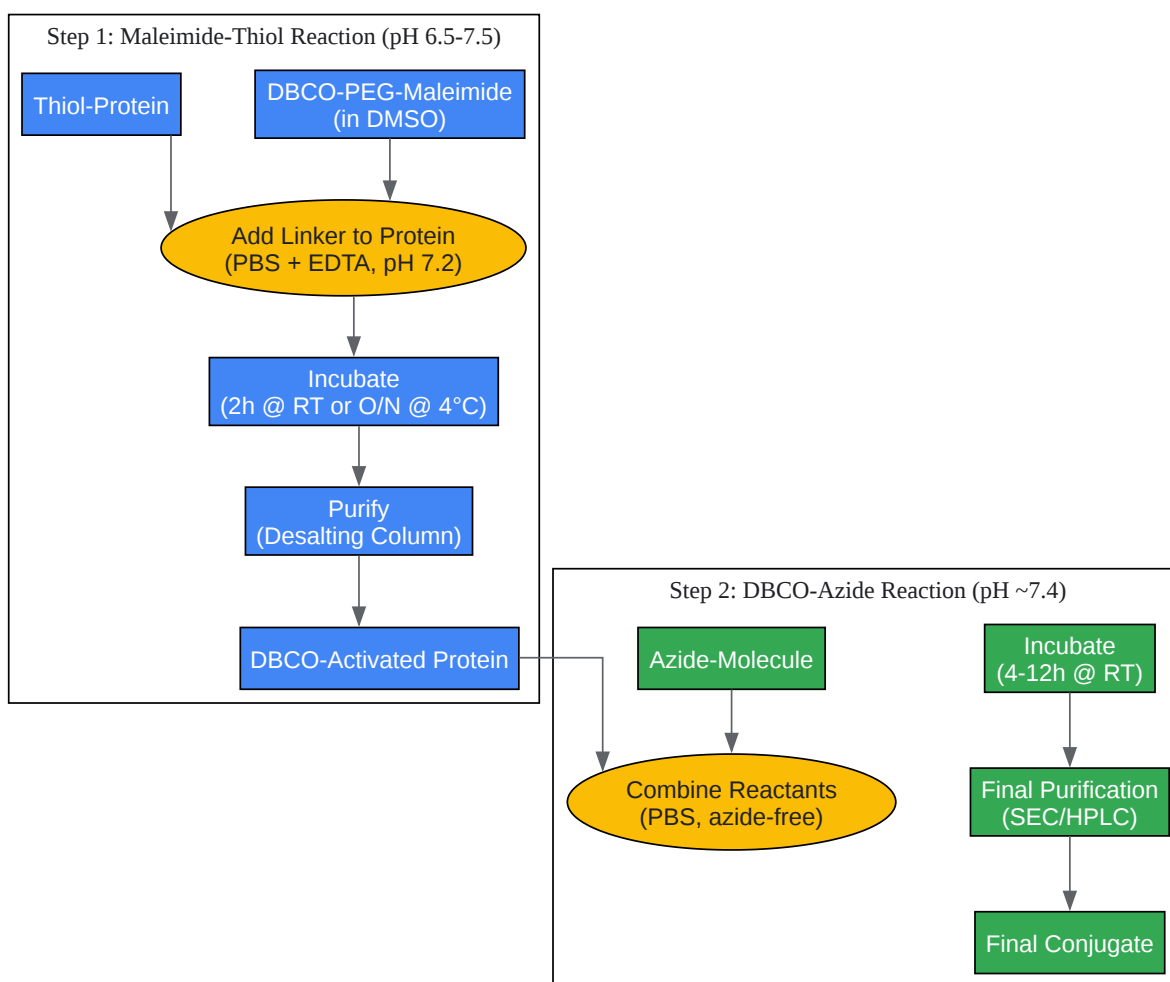 Step 1: Maleimide-Thiol Reaction (pH 6.5-7.5)
Thiol-Protein
DBCO-PEG-Maleimide
(in DMSO)
Add Linker to Protein
(PBS + EDTA, pH 7.2)
Incubate
(2h @ RT or O/N @ 4°C)
Purify
(Desalting Column)
DBCO-Activated Protein
Step 2: DBCO-Azide Reaction (pH ~7.4)
Azide-Molecule
Combine Reactants
(PBS, azide-free)
Incubate
(4-12h @ RT)
Final Purification
(SEC/HPLC)
Final Conjugate